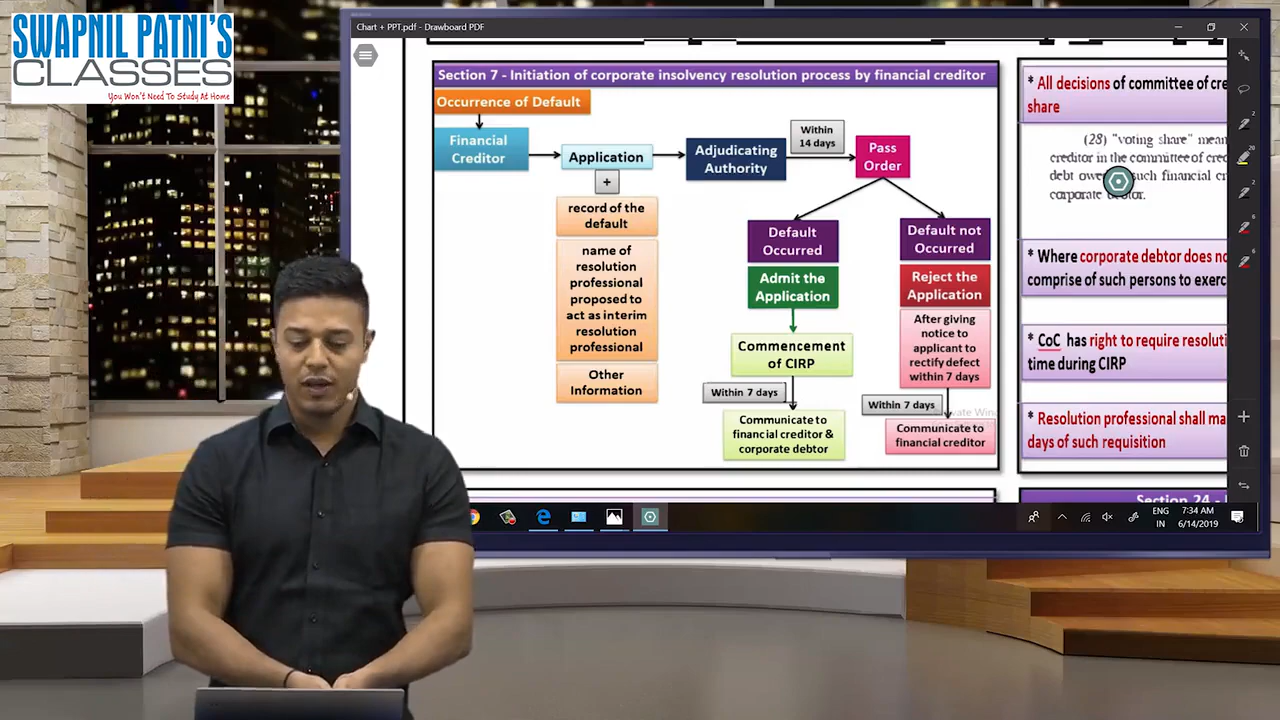 SWAPNIL PATNI'S
CLASSES
You Won't Need To Study At Home
Chart + PPT.pdf - Drawboard PDF
Section 7 - Initiation of corporate insolvency resolution process by financial creditor
Occurrence of Default
Financial
Creditor
Application
+
record of the
default
name of
resolution
professional
proposed to
act as interim
resolution
professional
Other
Information
Adjudicating
Authority
Within
14 days
Pass
Order
Default
Occurred
Admit the
Application
Commencement
of CIRP
Within 7 days
Communicate to
financial creditor &
corporate debtor
Default not
Occurred
Reject the
Application
After giving
notice to
applicant to
rectify defect
within 7 days
Within 7 days
Communicate to
financial creditor
* All decisions of committee of cre
share
(28) "voting share" mean
creditor in the committee of cred
debt owe such financial cr
corporate
* Where corporate debtor does no
comprise of such persons to exerc
* CoC has right to require resoluti
time during CIRP
* Resolution professional shall ma
days of such requisition
Section 24 -
ENG
IN
7:34 AM
6/14/2019